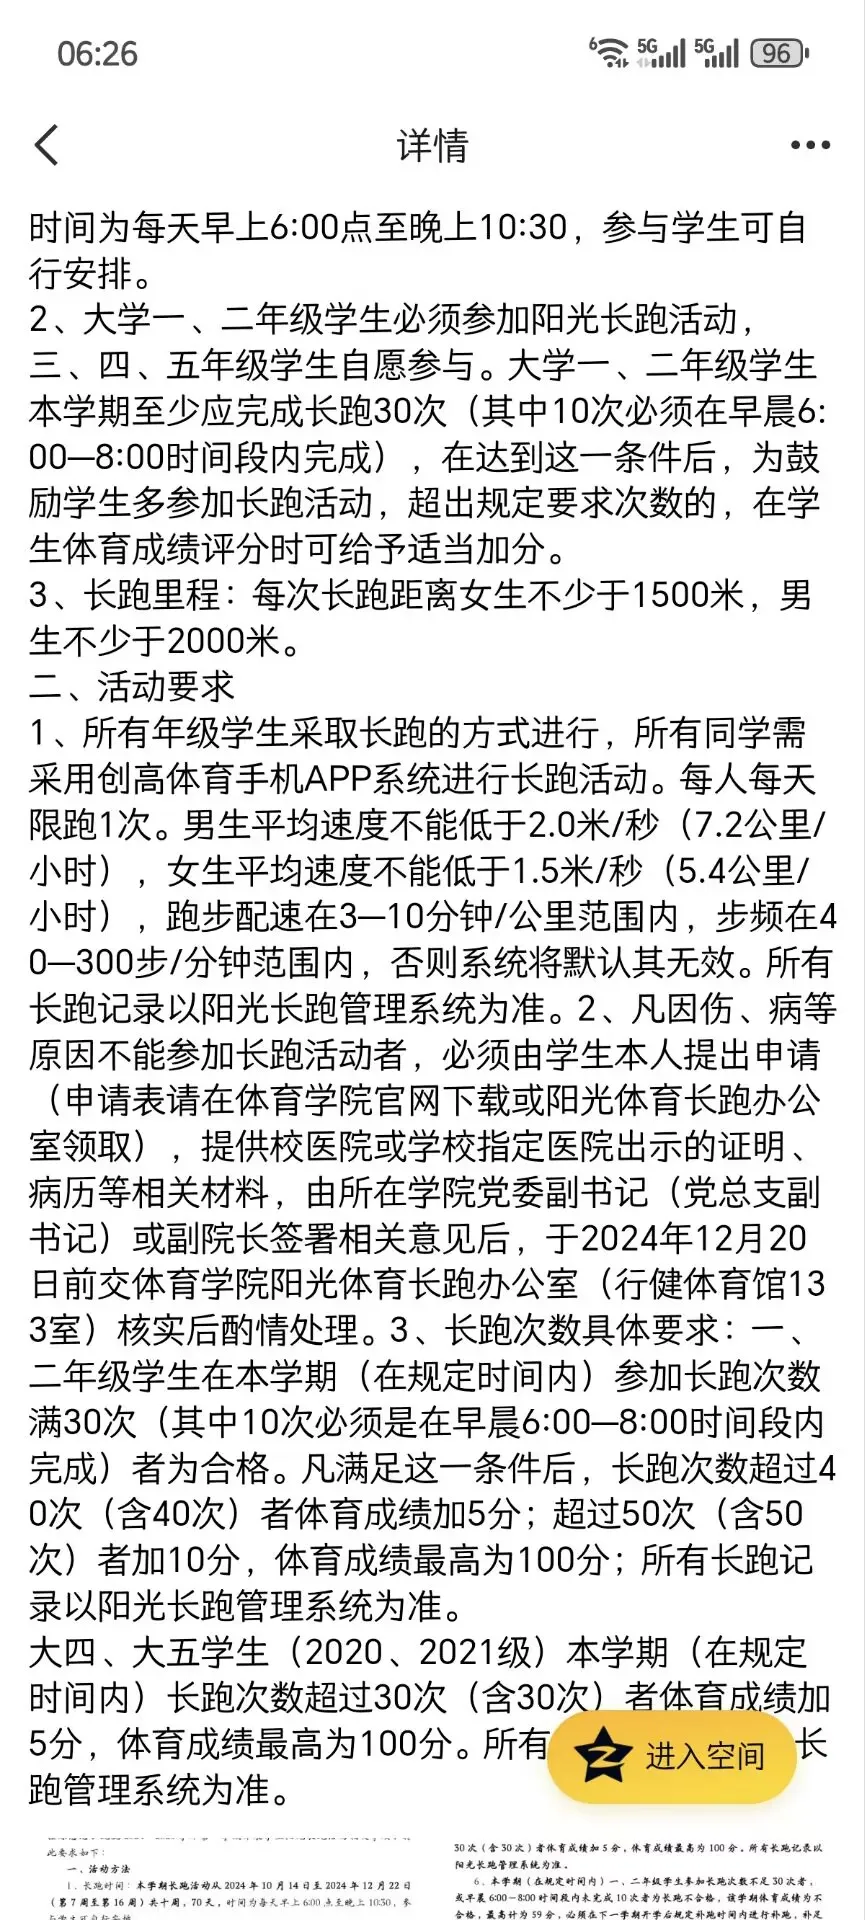 06:26
6 5G 5G 96
详情
时间为每天早上6:00点至晚上10:30，参与学生可自
行安排。
2、大学一、二年级学生必须参加阳光长跑活动，
三、四、五年级学生自愿参与。大学一、二年级学生
本学期至少应完成长跑30次（其中10次必须在早晨6:
00—8:00时间段内完成），在达到这一条件后，为鼓
励学生多参加长跑活动，超出规定要求次数的，在学
生体育成绩评分时可给予适当加分。
3、长跑里程：每次长跑距离女生不少于1500米，男
生不少于2000米。
二、活动要求
1、所有年级学生采取长跑的方式进行，所有同学需
采用创高体育手机APP系统进行长跑活动。每人每天
限跑1次。男生平均速度不能低于2.0米/秒（7.2公里/
小时），女生平均速度不能低于1.5米/秒（5.4公里/
小时），跑步配速在3—10分钟/公里范围内，步频在4
0—300步/分钟范围内，否则系统将默认其无效。所有
长跑记录以阳光长跑管理系统为准。2、凡因伤、病等
原因不能参加长跑活动者，必须由学生本人提出申请
（申请表请在体育学院官网下载或阳光体育长跑办公
室领取），提供校医院或学校指定医院出示的证明、
病历等相关材料，由所在学院党委副书记（党总支副
书记）或副院长签署相关意见后，于2024年12月20
日前交体育学院阳光体育长跑办公室（行健体育馆13
3室）核实后酌情处理。3、长跑次数具体要求：一、
二年级学生在本学期（在规定时间内）参加长跑次数
满30次（其中10次必须是在早晨6:00—8:00时间段内
完成）者为合格。凡满足这一条件后，长跑次数超过4
0次（含40次）者体育成绩加5分；超过50次（含50
次）者加10分，体育成绩最高为100分；所有长跑记
录以阳光长跑管理系统为准。
大四、大五学生（2020、2021级）本学期（在规定
时间内）长跑次数超过30次（含30次）者体育成绩加
5分，体育成绩最高为100分。所有 长
进入空间
跑管理系统为准。
此要求如下：
一、活动方法
1．长跑时间：本学期长跑活动从2024年10月14日至2024年12月22日
（第7周至第16周）共十周，70天，时间为每天早上6:00点至晚上10:30，参
30次（含30次）者体育成绩加5分，体育成绩最高为100分。所有长跑记录以
阳光长跑管理系统为准。
6．本学期（在规定时间内）一、二年级学生参加长跑次数不足30次者，
或早晨6:00－8:00时间段内未完成10次者为长跑不合格，该学期体育成绩为不
合格，最高计为59分，必须在下一学期开学后规定补跑时间内进行补跑，补足